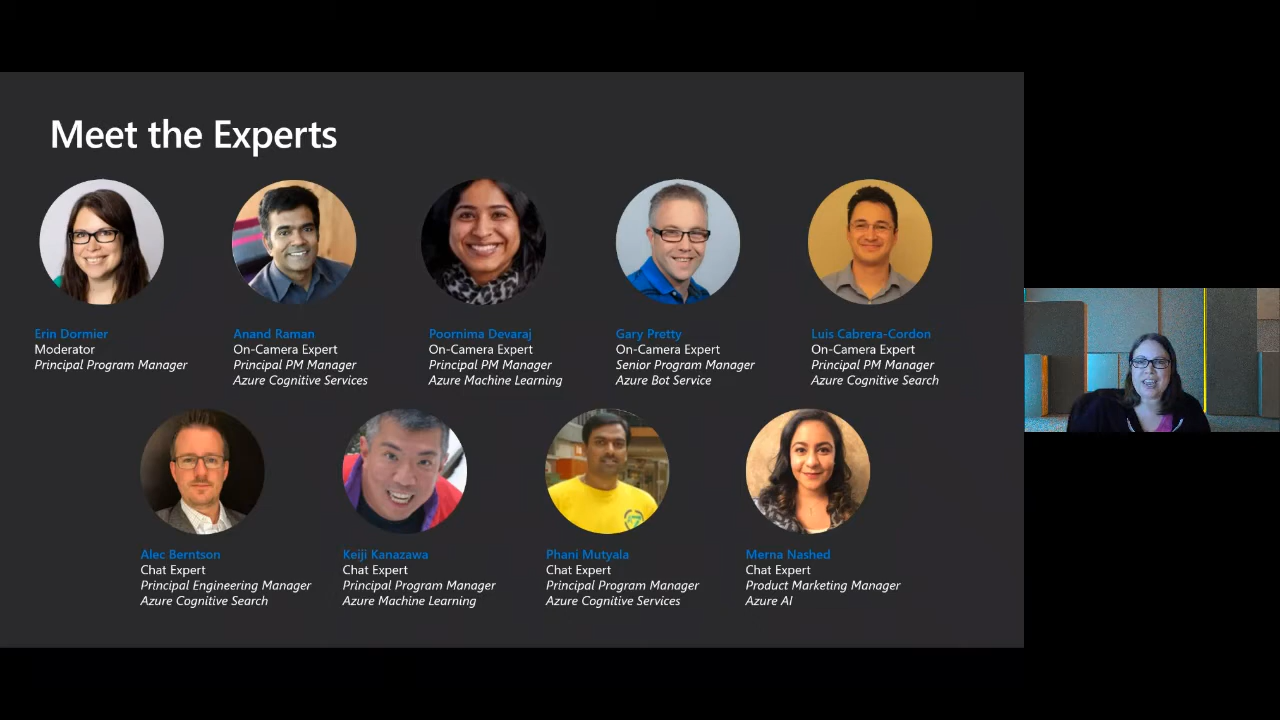 Meet the Experts
Erin Dormier
Moderator
Principal Program Manager
Anand Raman
On-Camera Expert
Principal PM Manager
Azure Cognitive Services
Poornima Devaraj
On-Camera Expert
Principal PM Manager
Azure Machine Learning
Gary Pretty
On-Camera Expert
Senior Program Manager
Azure Bot Service
Luis Cabrera-Cordon
On-Camera Expert
Principal PM Manager
Azure Cognitive Search
Alec Berntson
Chat Expert
Principal Engineering Manager
Azure Cognitive Search
Keiji Kanazawa
Chat Expert
Principal Program Manager
Azure Machine Learning
Phani Mutyala
Chat Expert
Principal Program Manager
Azure Cognitive Services
Merna Nashed
Chat Expert
Product Marketing Manager
Azure AI